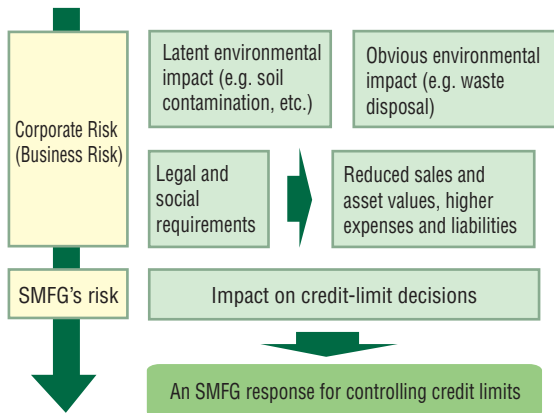 Corporate Risk
(Business Risk)
Latent environmental
impact (e.g. soil
contamination, etc.)
Obvious environmental
impact (e.g. waste
disposal)
Legal and
social
requirements
Reduced sales and
asset values, higher
expenses and liabilities
SMFG's risk
Impact on credit-limit decisions
An SMFG response for controlling credit limits